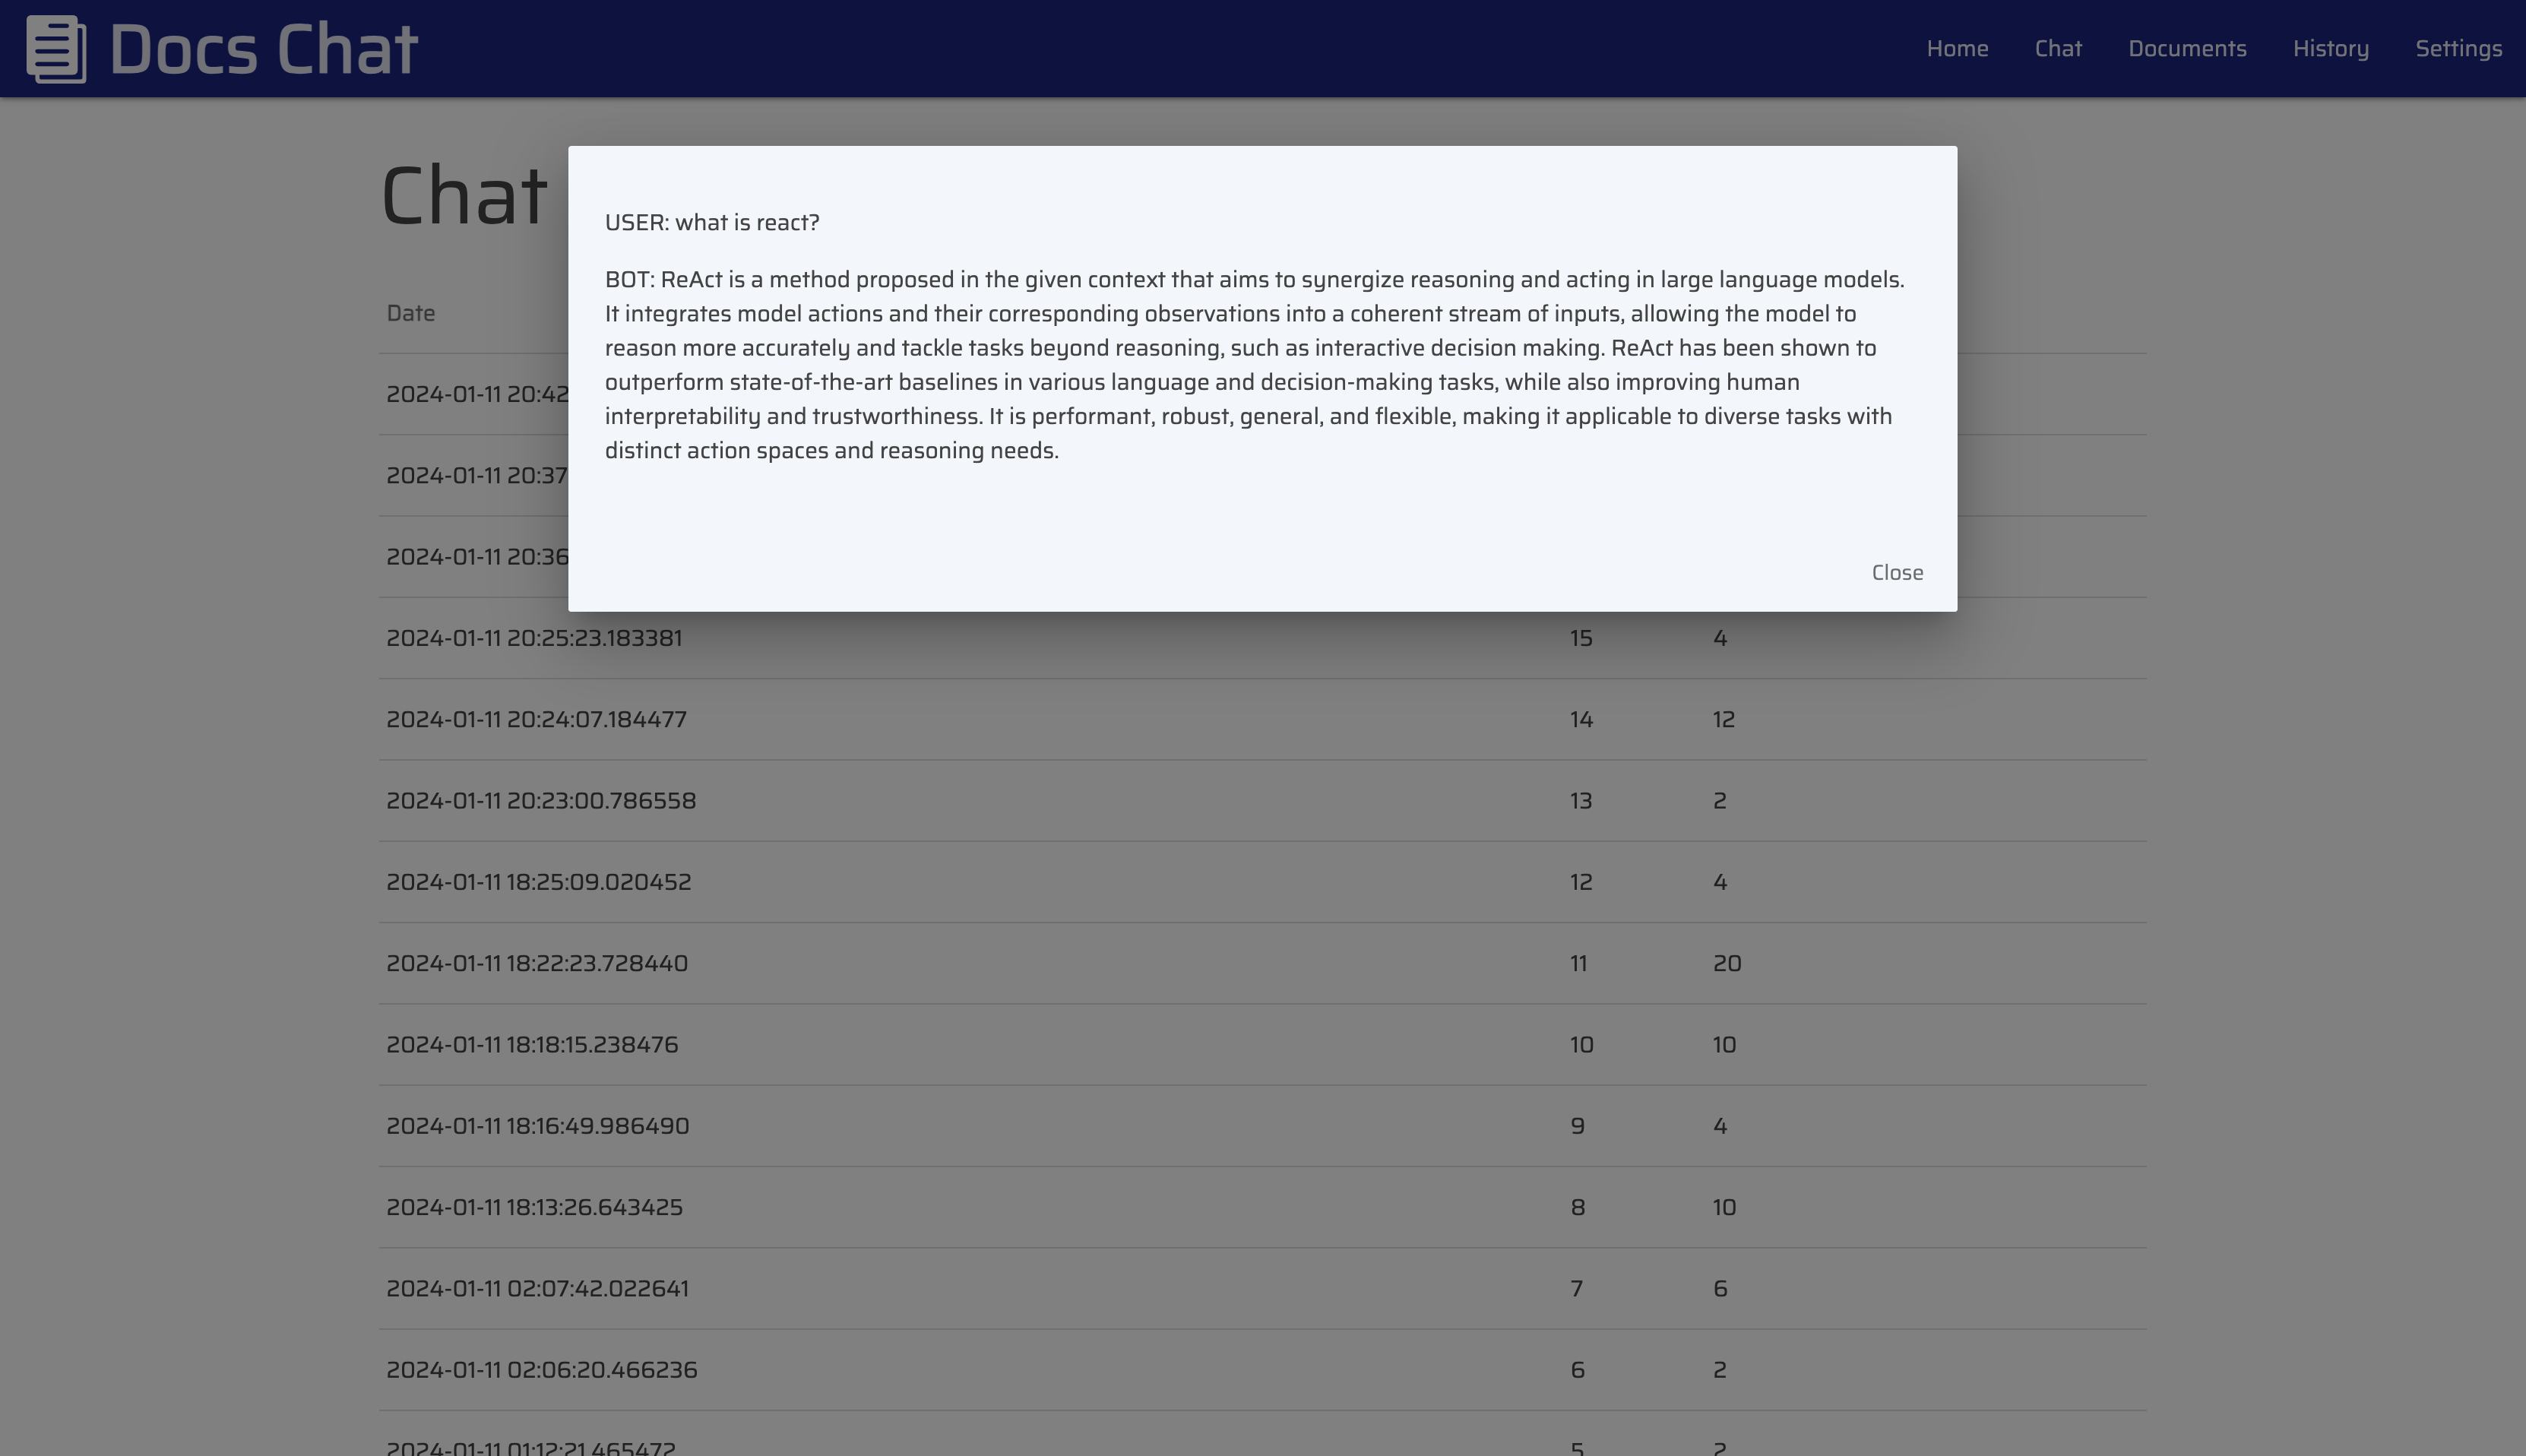 Docs Chat
Home Chat Documents History Settings
Chat
USER: what is react?
BOT: ReAct is a method proposed in the given context that aims to synergize reasoning and acting in large language models.
It integrates model actions and their corresponding observations into a coherent stream of inputs, allowing the model to
reason more accurately and tackle tasks beyond reasoning, such as interactive decision making. ReAct has been shown to
outperform state-of-the-art baselines in various language and decision-making tasks, while also improving human
interpretability and trustworthiness. It is performant, robust, general, and flexible, making it applicable to diverse tasks with
distinct action spaces and reasoning needs.
Close
Date
2024-01-11 20:42
2024-01-11 20:37
2024-01-11 20:36
2024-01-11 20:25:23.183381 15 4
2024-01-11 20:24:07.184477 14 12
2024-01-11 20:23:00.786558 13 2
2024-01-11 18:25:09.020452 12 4
2024-01-11 18:22:23.728440 11 20
2024-01-11 18:18:15.238476 10 10
2024-01-11 18:16:49.986490 9 4
2024-01-11 18:13:26.643425 8 10
2024-01-11 02:07:42.022641 7 6
2024-01-11 02:06:20.466236 6 2
2024-01-11 01:12:21.465472 5 2